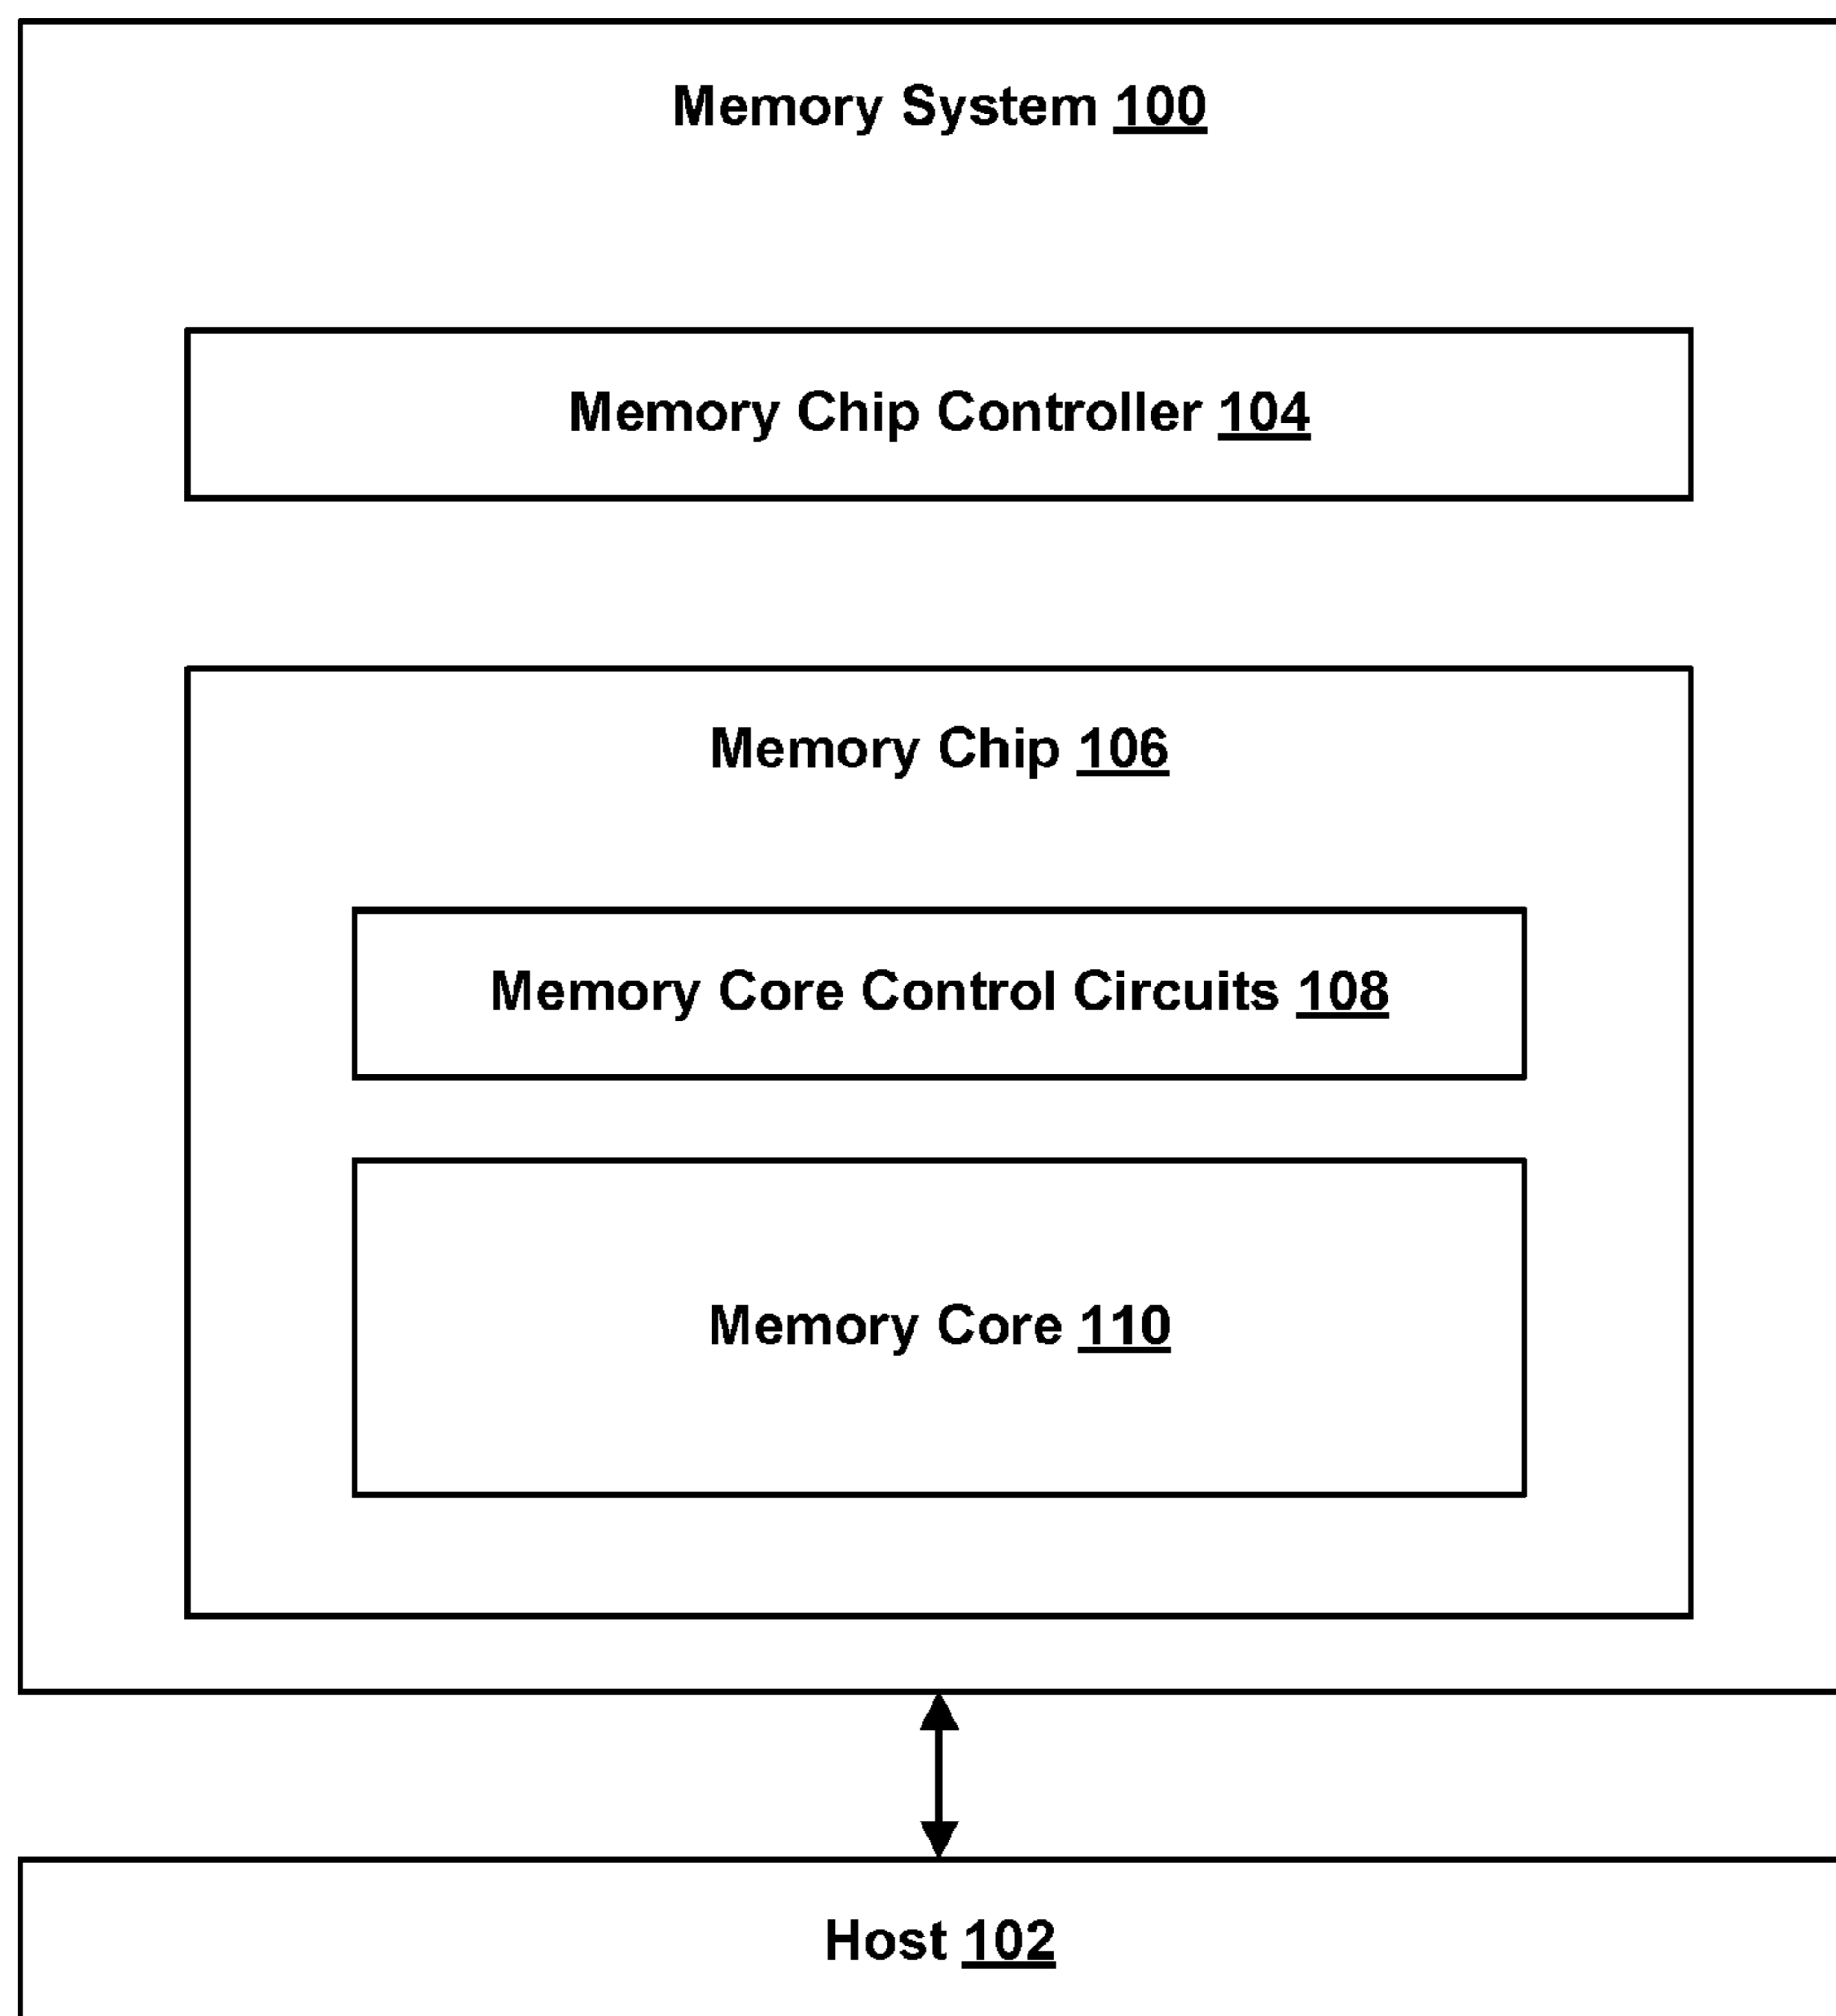 Memory System 100
Memory Chip Controller 104
Memory Chip 106
Memory Core Control Circuits 108
Memory Core 110
Host 102